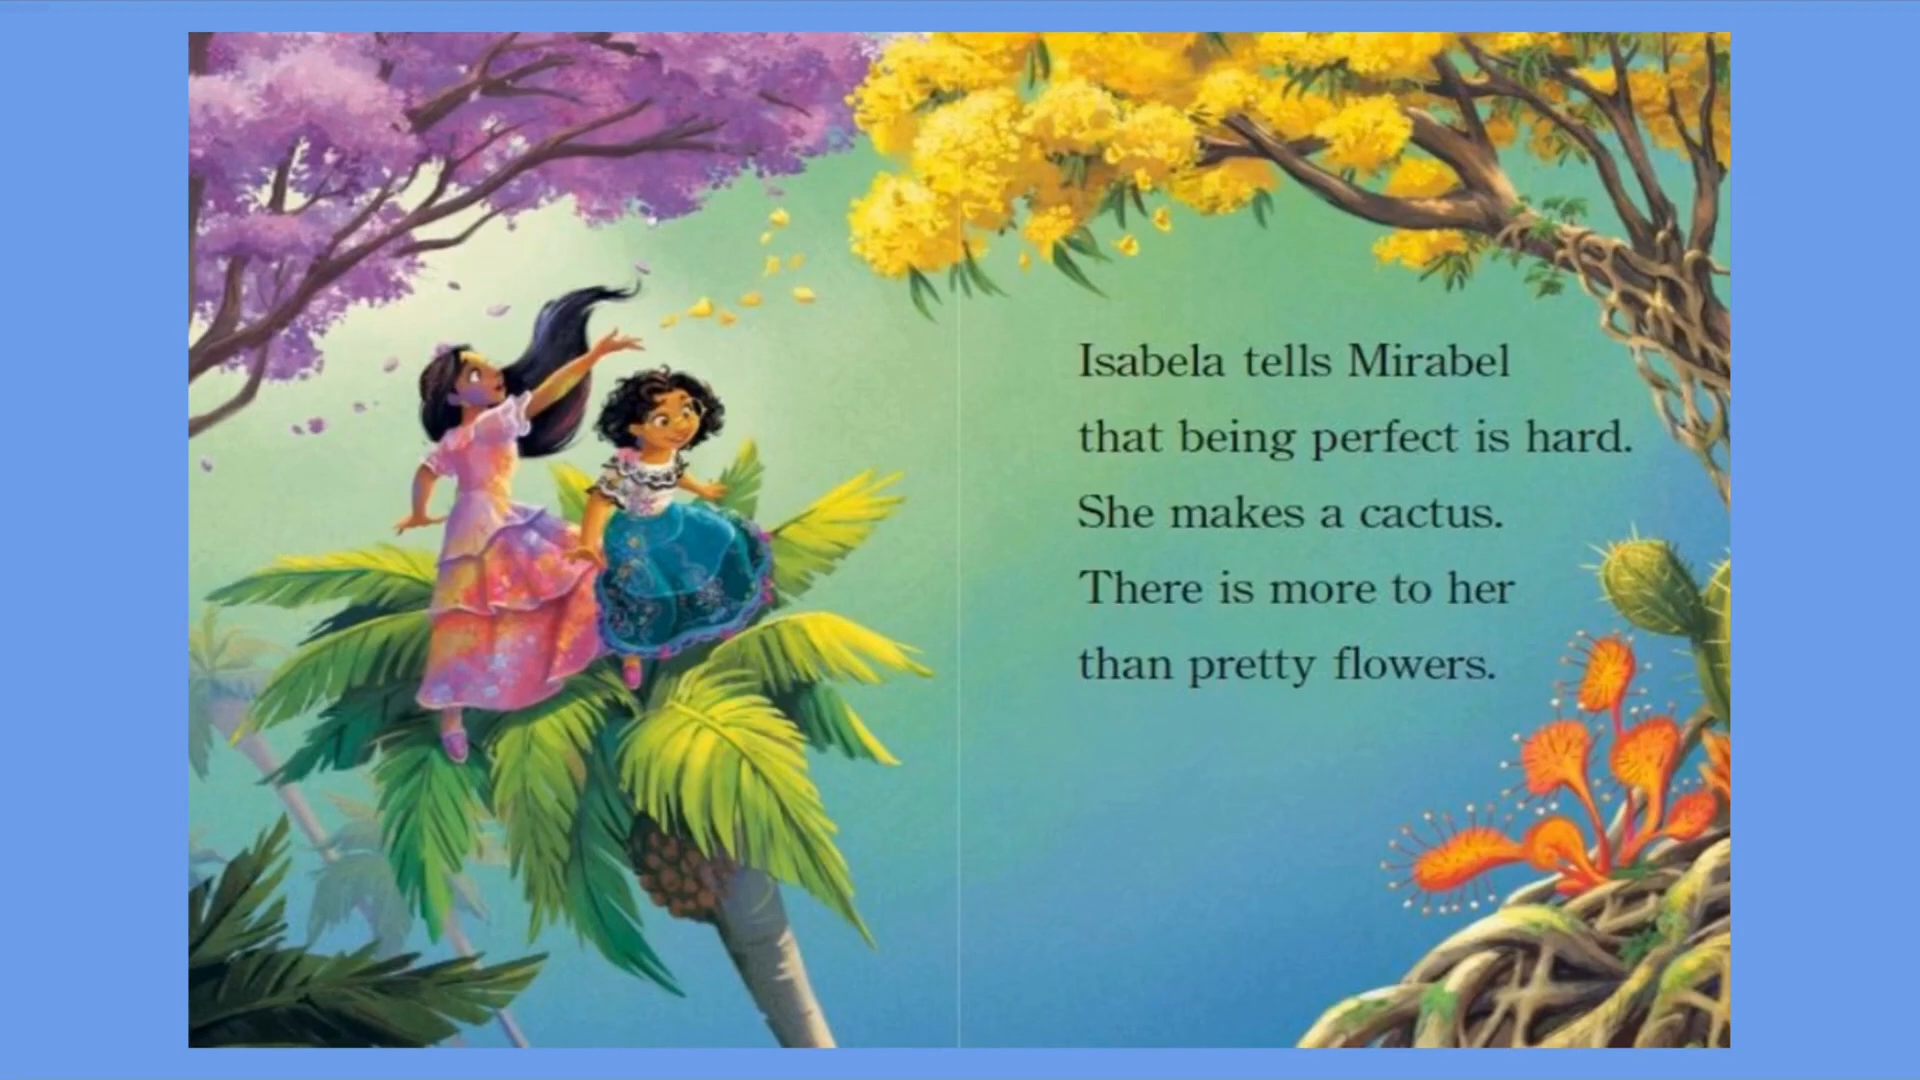 Isabela tells Mirabel
that being perfect is hard.
She makes a cactus.
There is more to her
than pretty flowers.